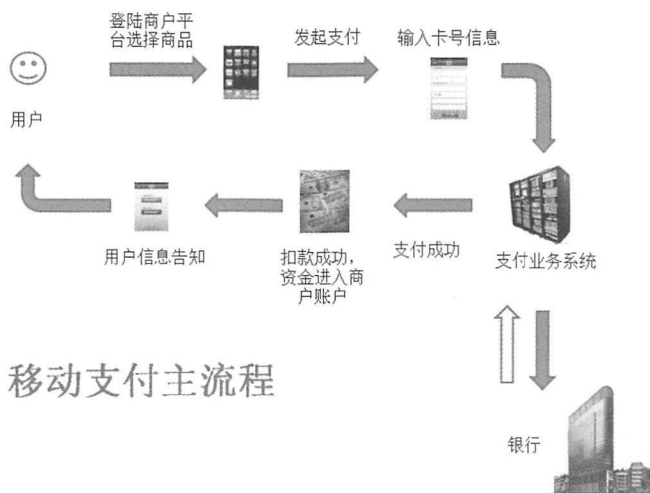 登陆商户平
台选择商品
发起支付
输入卡号信息
用户
用户信息告知
扣款成功，
资金进入商
户账户
支付成功
支付业务系统
移动支付主流程
银行